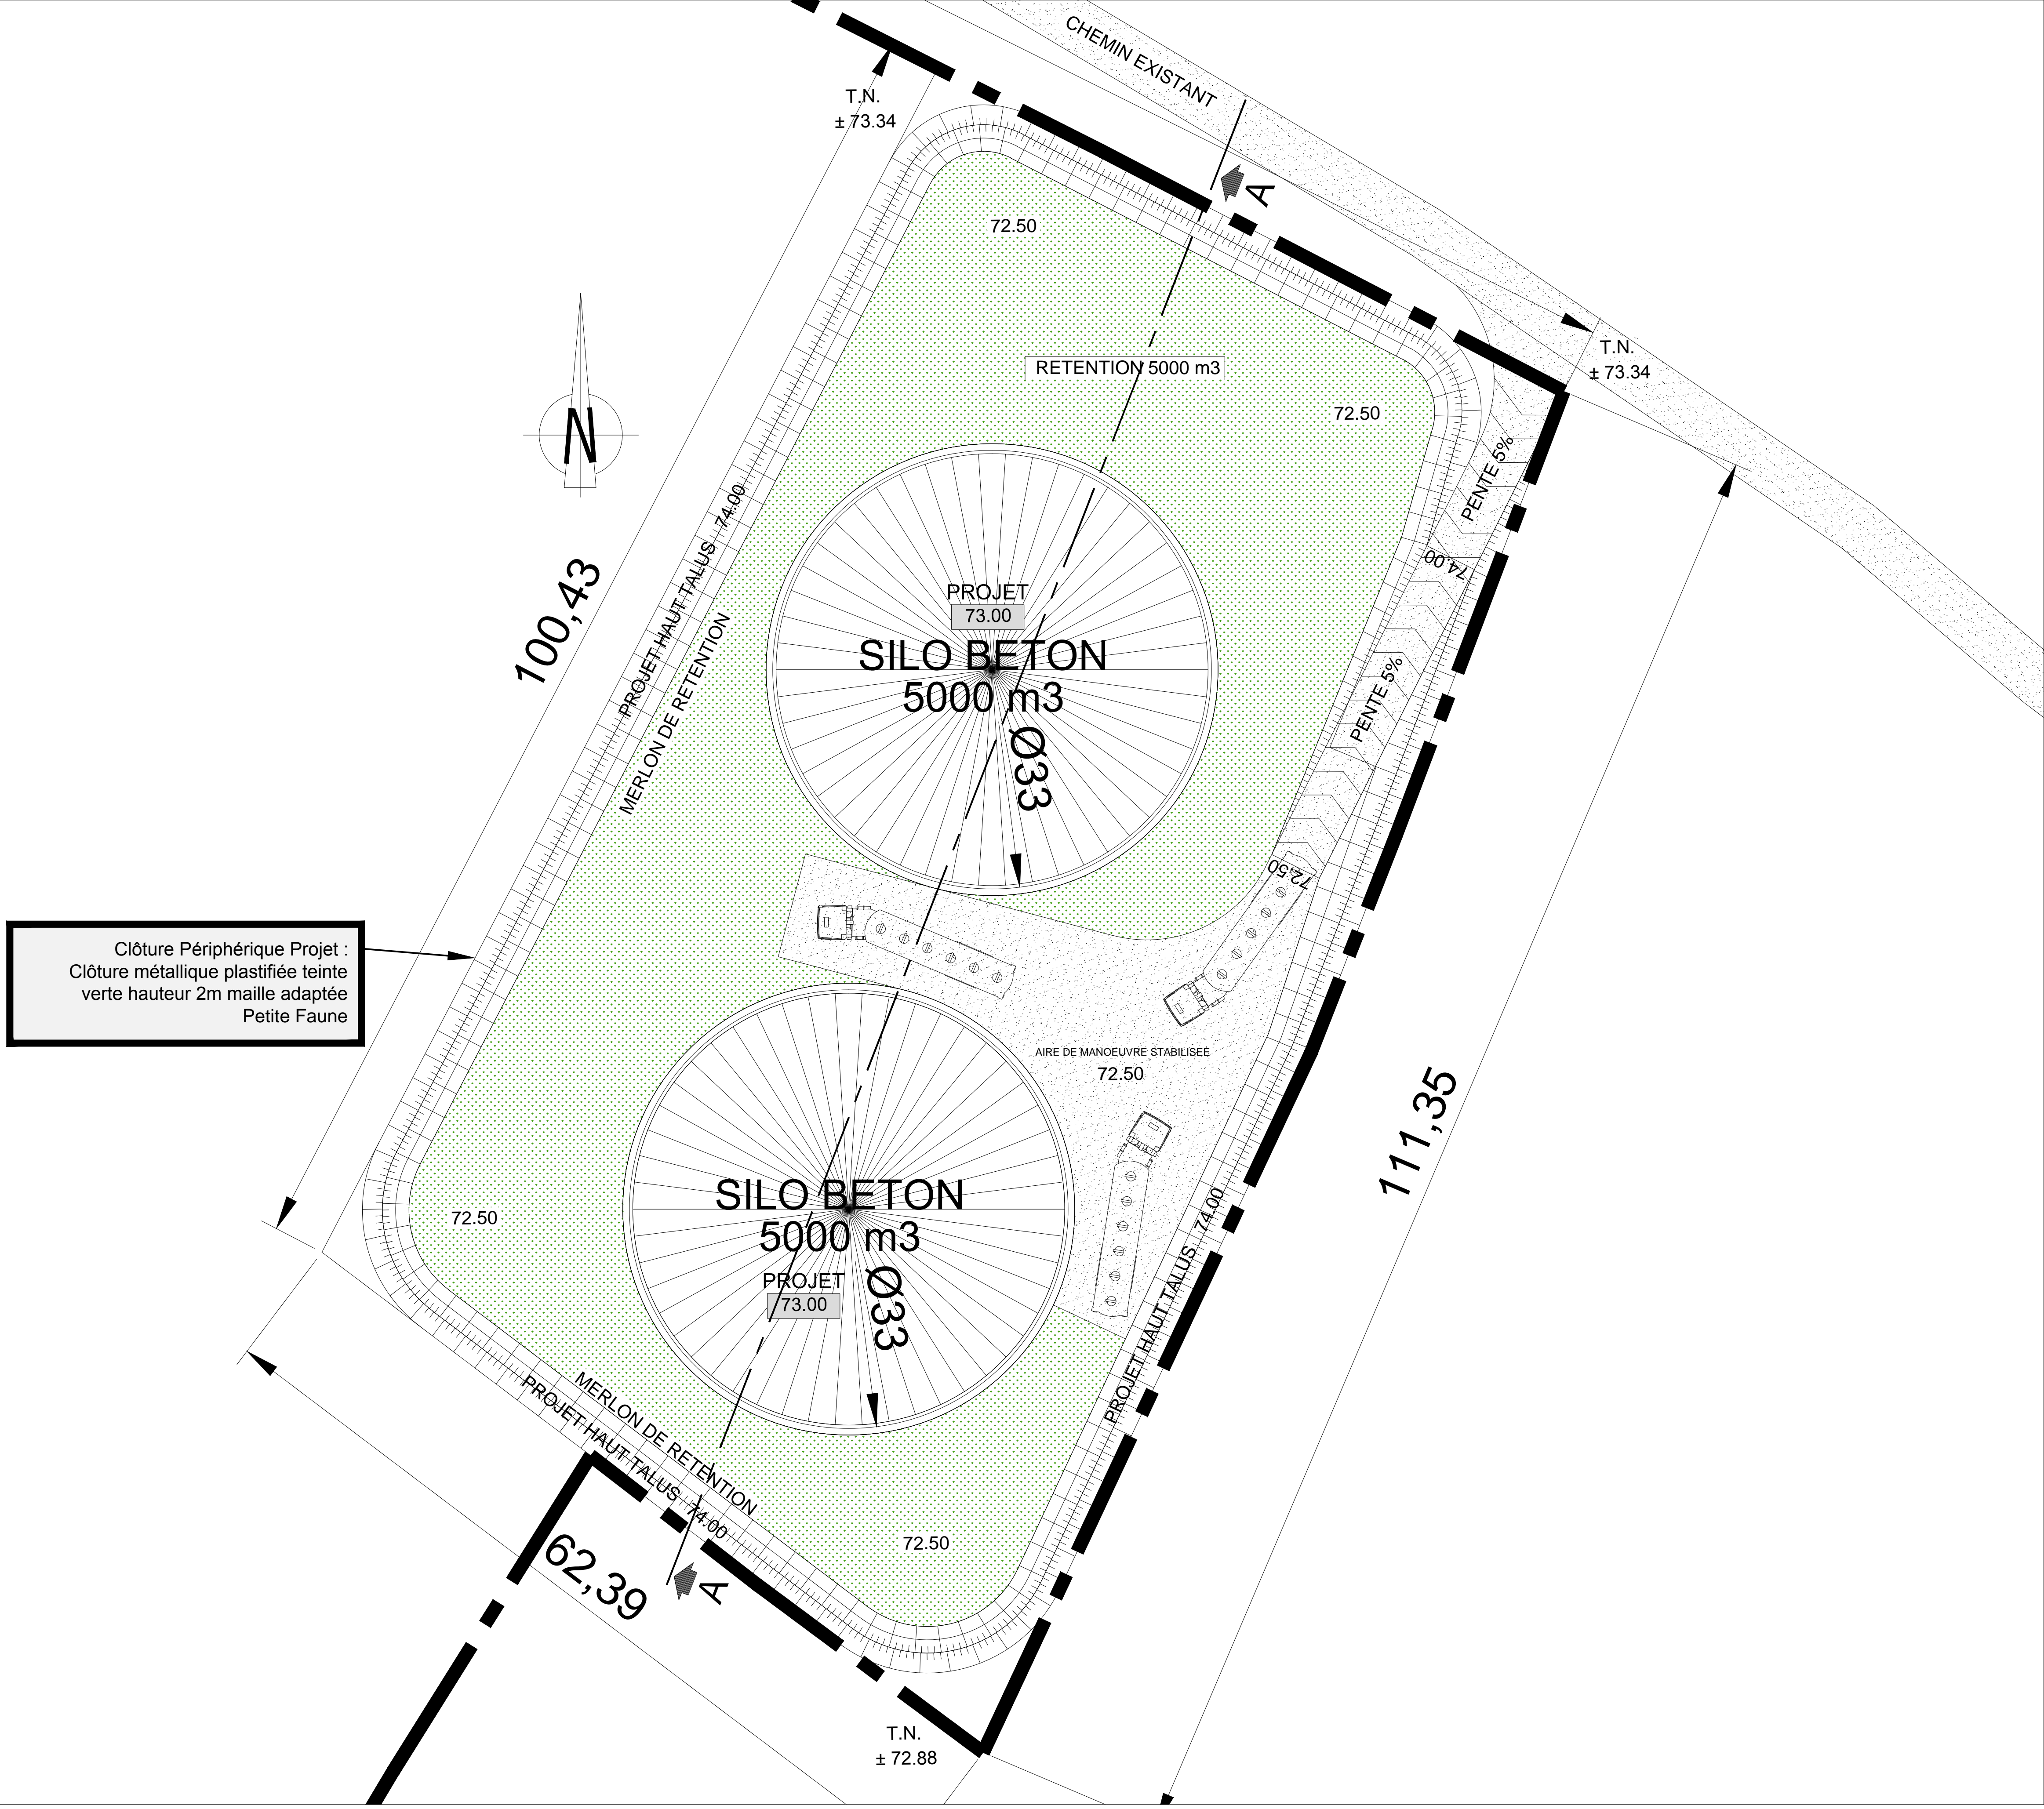 CHEMIN EXISTANT
T.N.
± 73.34
A
72.50
T.N.
± 73.34
RETENTION 5000 m3
72.50
N
PENTE 5%
74.00
PROJET HAUT TALUS 74.00
MERLON DE RETENTION
100,43
PROJET
73.00
SILO BETON
5000 m3
Ø33
PENTE 5%
72.50
Clôture Périphérique Projet :
Clôture métallique plastifiée teinte
verte hauteur 2m maille adaptée
Petite Faune
AIRE DE MANOEUVRE STABILISEE
72.50
111,35
SILO BETON
5000 m3
PROJET
73.00
Ø33
72.50
PROJET HAUT TALUS 74.00
MERLON DE RETENTION
PROJET HAUT TALUS 74.00
62,39
A
72.50
T.N.
± 72.88